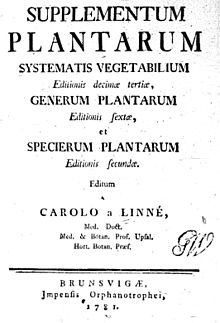 SUPPLEMENTUM
PLANTARUM
SYSTEMATIS VEGETABILIUM
Editionis decimæ tertiæ,
GENERUM PLANTARUM
Editionis sextæ,
et
SPECIERUM PLANTARUM
Editionis secundæ.
Editum
A
CAROLO a LINNÉ,
Med. Doct.
Med. & Botan. Prof. Upsal.
Hort. Botan. Præf.
BRUNSVIGÆ,
Impensis Orphanotrophei,
1781.